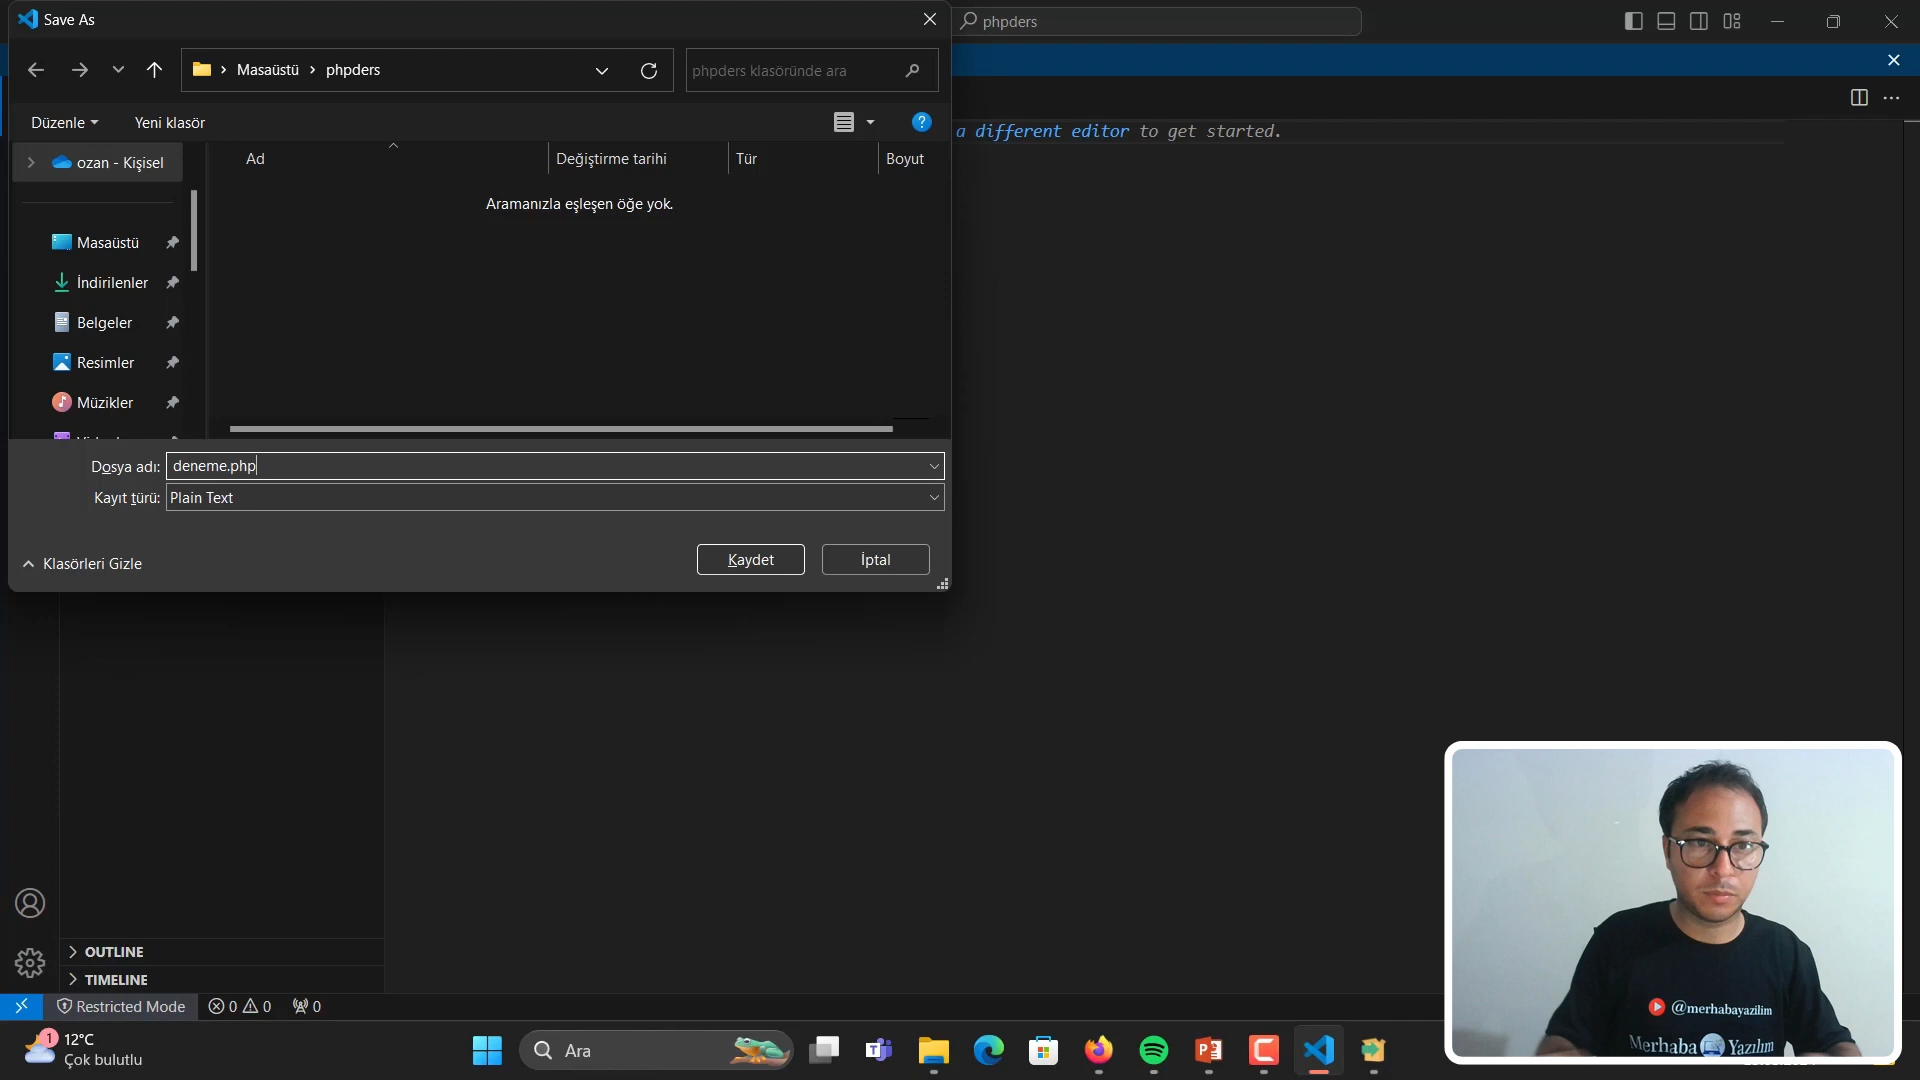 Save As
phpders
Masaüstü > phpders
phpders klasöründe ara
Düzenle
Yeni klasör
a different editor to get started.
ozan - Kişisel
Ad
Değiştirme tarihi
Tür
Boyut
Aramanızla eşleşen öğe yok.
Masaüstü
İndirilenler
Belgeler
Resimler
Müzikler
Dosya adı: deneme.php
Kayıt türü: Plain Text
Klasörleri Gizle
Kaydet
İptal
OUTLINE
TIMELINE
Restricted Mode
0
0
0
@merhabayazilim
Merhaba Yazılım
1
12°C
Çok bulutlu
Ara